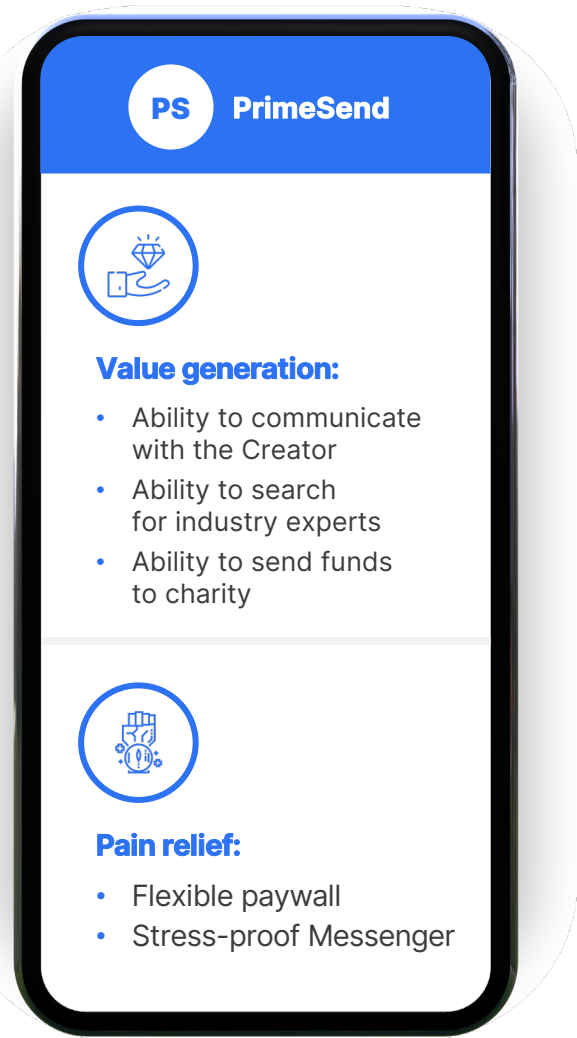 PS PrimeSend
Value generation:
• Ability to communicate
with the Creator
• Ability to search
for industry experts
• Ability to send funds
to charity
Pain relief:
• Flexible paywall
• Stress-proof Messenger